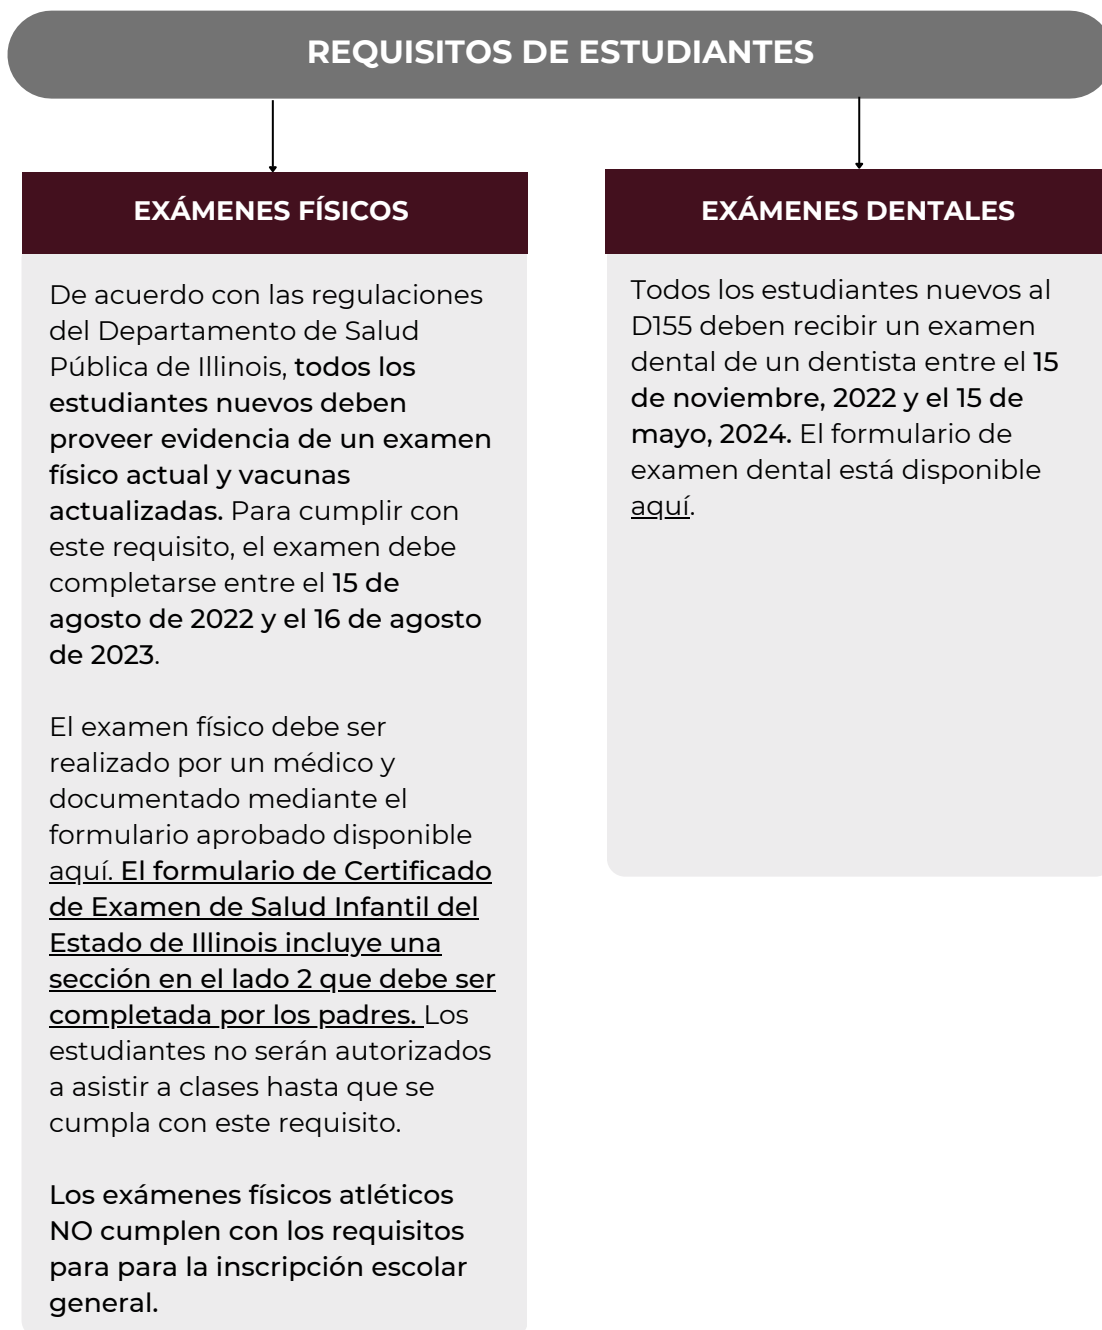 REQUISITOS DE ESTUDIANTES
EXÁMENES FÍSICOS
De acuerdo con las regulaciones
del Departamento de Salud
Pública de Illinois, todos los
estudiantes nuevos deben
proveer evidencia de un examen
físico actual y vacunas
actualizadas. Para cumplir con
este requisito, el examen debe
completarse entre el 15 de
agosto de 2022 y el 16 de agosto
de 2023.
El examen físico debe ser
realizado por un médico y
documentado mediante el
formulario aprobado disponible
aquí. El formulario de Certificado
de Examen de Salud Infantil del
Estado de Illinois incluye una
sección en el lado 2 que debe ser
completada por los padres. Los
estudiantes no serán autorizados
a asistir a clases hasta que se
cumpla con este requisito.
Los exámenes físicos atléticos
NO cumplen con los requisitos
para para la inscripción escolar
general.
EXÁMENES DENTALES
Todos los estudiantes nuevos al
D155 deben recibir un examen
dental de un dentista entre el 15
de noviembre, 2022 y el 15 de
mayo, 2024. El formulario de
examen dental está disponible
aquí.